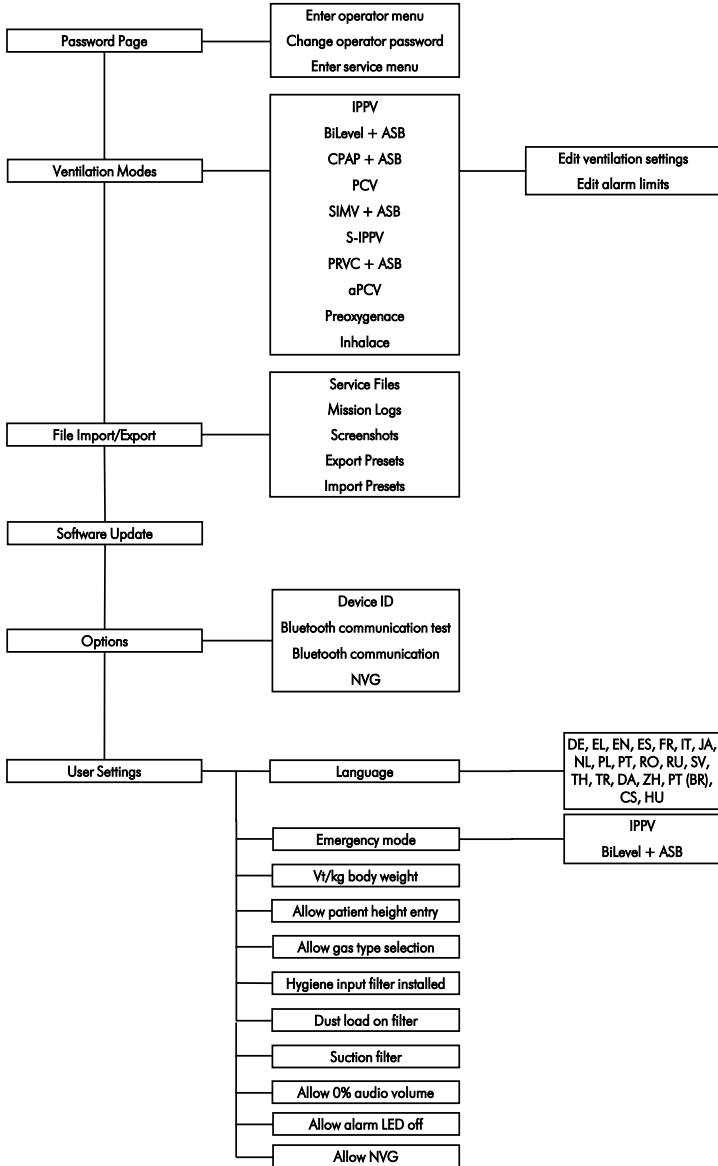 Password Page
Enter operator menu
Change operator password
Enter service menu
Ventilation Modes
IPPV
BiLevel + ASB
CPAP + ASB
PCV
SIMV + ASB
S-IPPV
PRVC + ASB
aPCV
Preoxygenace
Inhalace
Edit ventilation settings
Edit alarm limits
File Import/Export
Service Files
Mission Logs
Screenshots
Export Presets
Import Presets
Software Update
Options
Device ID
Bluetooth communication test
Bluetooth communication
NVG
User Settings
Language
DE, EL, EN, ES, FR, IT, JA,
NL, PL, PT, RO, RU, SV,
TH, TR, DA, ZH, PT (BR),
CS, HU
Emergency mode
IPPV
BiLevel + ASB
Vt/kg body weight
Allow patient height entry
Allow gas type selection
Hygiene input filter installed
Dust load on filter
Suction filter
Allow 0% audio volume
Allow alarm LED off
Allow NVG